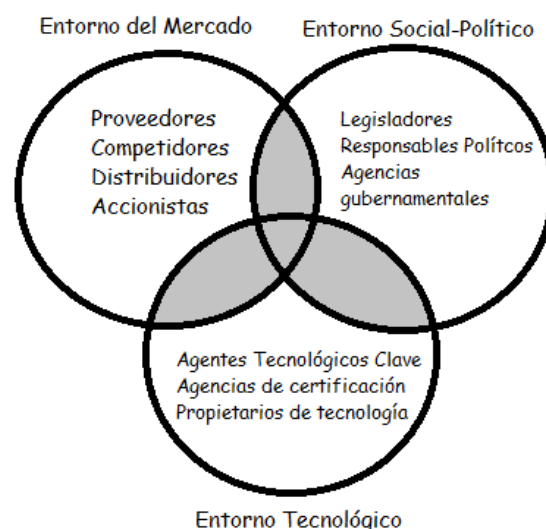 Entorno del Mercado
Entorno Social-Político
Proveedores
Competidores
Distribuidores
Accionistas
Legisladores
Responsables Polítcos
Agencias
gubernamentales
Agentes Tecnológicos Clave
Agencias de certificación
Propietarios de tecnología
Entorno Tecnológico